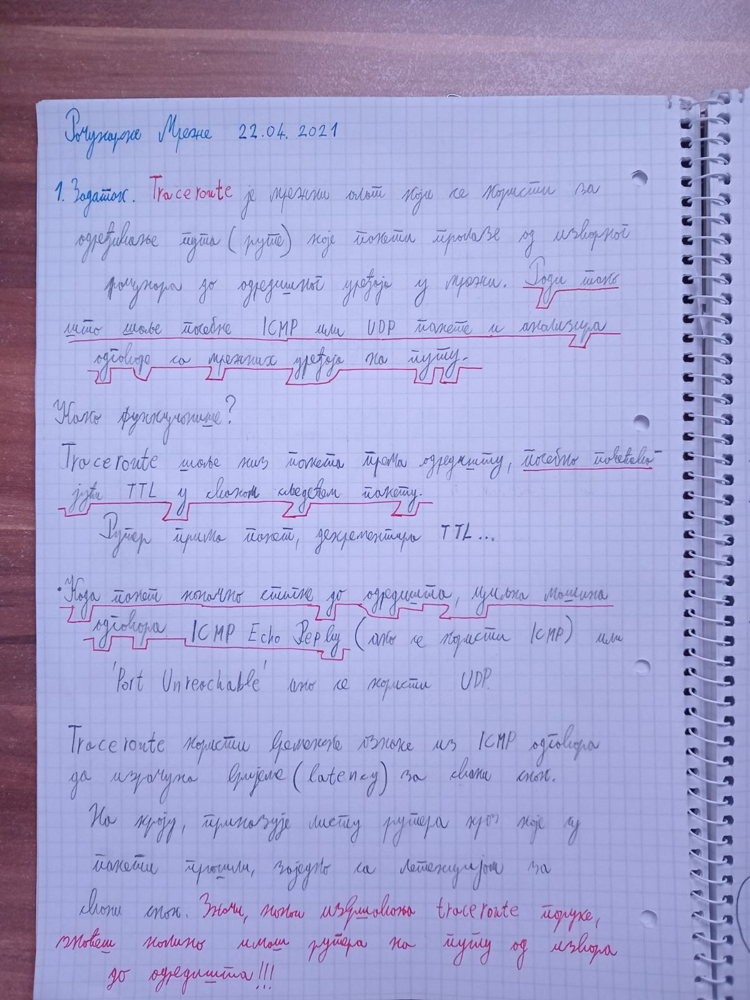 Рачунарске Мреже 22.04.2021
1. Задатак. Traceroute је мрежни алат који се користи за
одређивање пута (руте) које пакети пролазе од изворног
рачунара до одредишног уређаја у мрежи. Ради тако
што шаље посебне ICMP или UDP пакете и анализира
одговоре са мрежних уређаја на путу.
Како функционише?
Traceroute шаље низ пакета према одредишту, посебно повећава-
јући TTL у сваком следећем пакету.
Рутер прима пакет, декрементира TTL...
• Када пакет коначно стигне до одредишта, циљна машина
одговара ICMP Echo Reply (ако се користи ICMP) или
'Port Unreachable' ако се користи UDP.
Traceroute користи временске ознаке из ICMP одговора
да израчуна вријеме (latency) за сваки скок.
На крају, приказује листу рутера кроз које су
пакети прошли, заједно са латенцијом за
сваки скок. Значи, након извршавања traceroute поруке,
знаћеш колико имаш рутера на путу од извора
до одредишта!!!